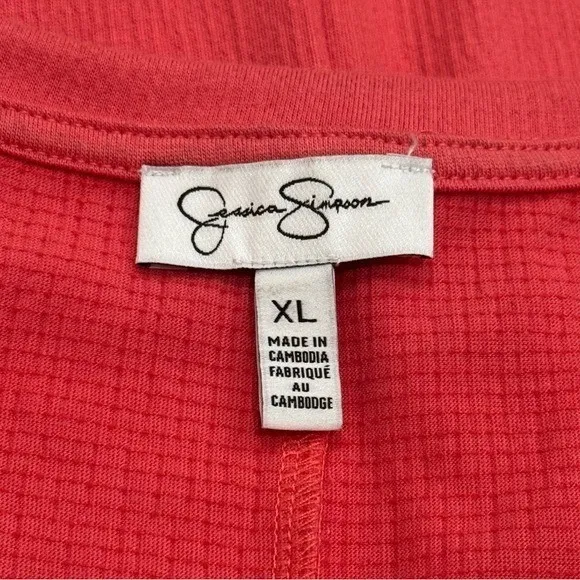 Jessica Simpson
XL
MADE IN
CAMBODIA
FABRIQUÉ
AU
CAMBODGE